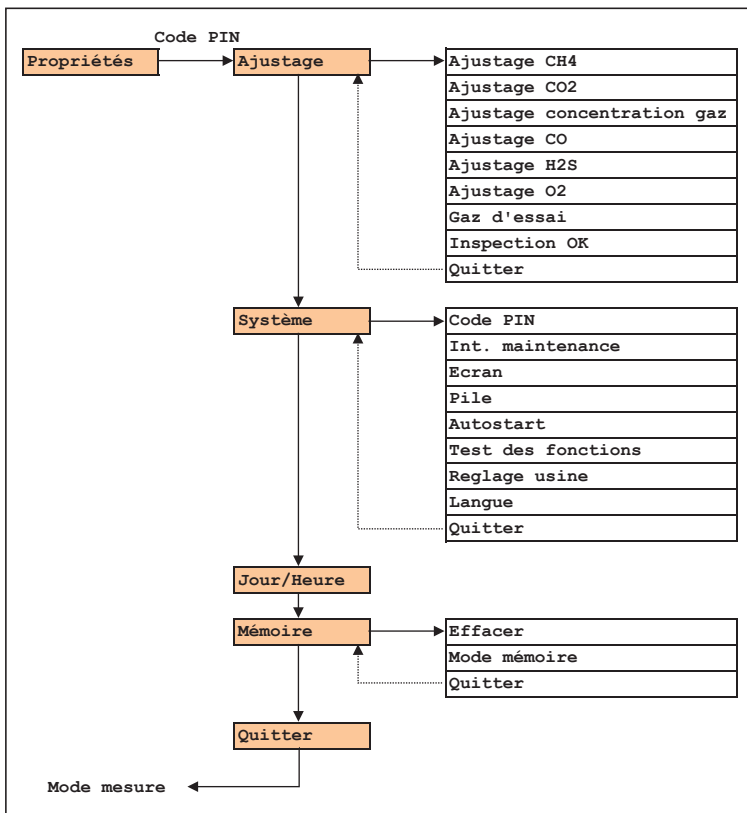 Code PIN
Propriétés
Ajustage
Ajustage CH4
Ajustage CO2
Ajustage concentration gaz
Ajustage CO
Ajustage H2S
Ajustage O2
Gaz d'essai
Inspection OK
Quitter
Système
Code PIN
Int. maintenance
Ecran
Pile
Autostart
Test des fonctions
Reglage usine
Langue
Quitter
Jour/Heure
Mémoire
Effacer
Mode mémoire
Quitter
Quitter
Mode mesure